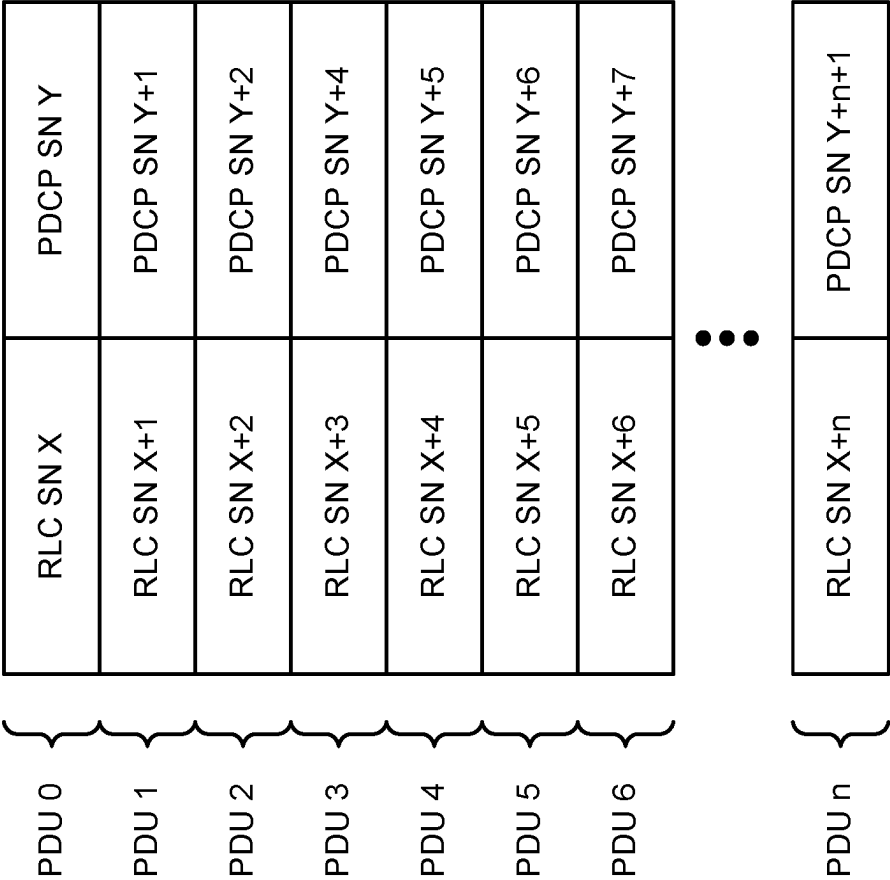 PDU 0
RLC SN X
PDCP SN Y
PDU 1
RLC SN X+1
PDCP SN Y+1
PDU 2
RLC SN X+2
PDCP SN Y+2
PDU 3
RLC SN X+3
PDCP SN Y+4
PDU 4
RLC SN X+4
PDCP SN Y+5
PDU 5
RLC SN X+5
PDCP SN Y+6
PDU 6
RLC SN X+6
PDCP SN Y+7
PDU n
RLC SN X+n
PDCP SN Y+n+1